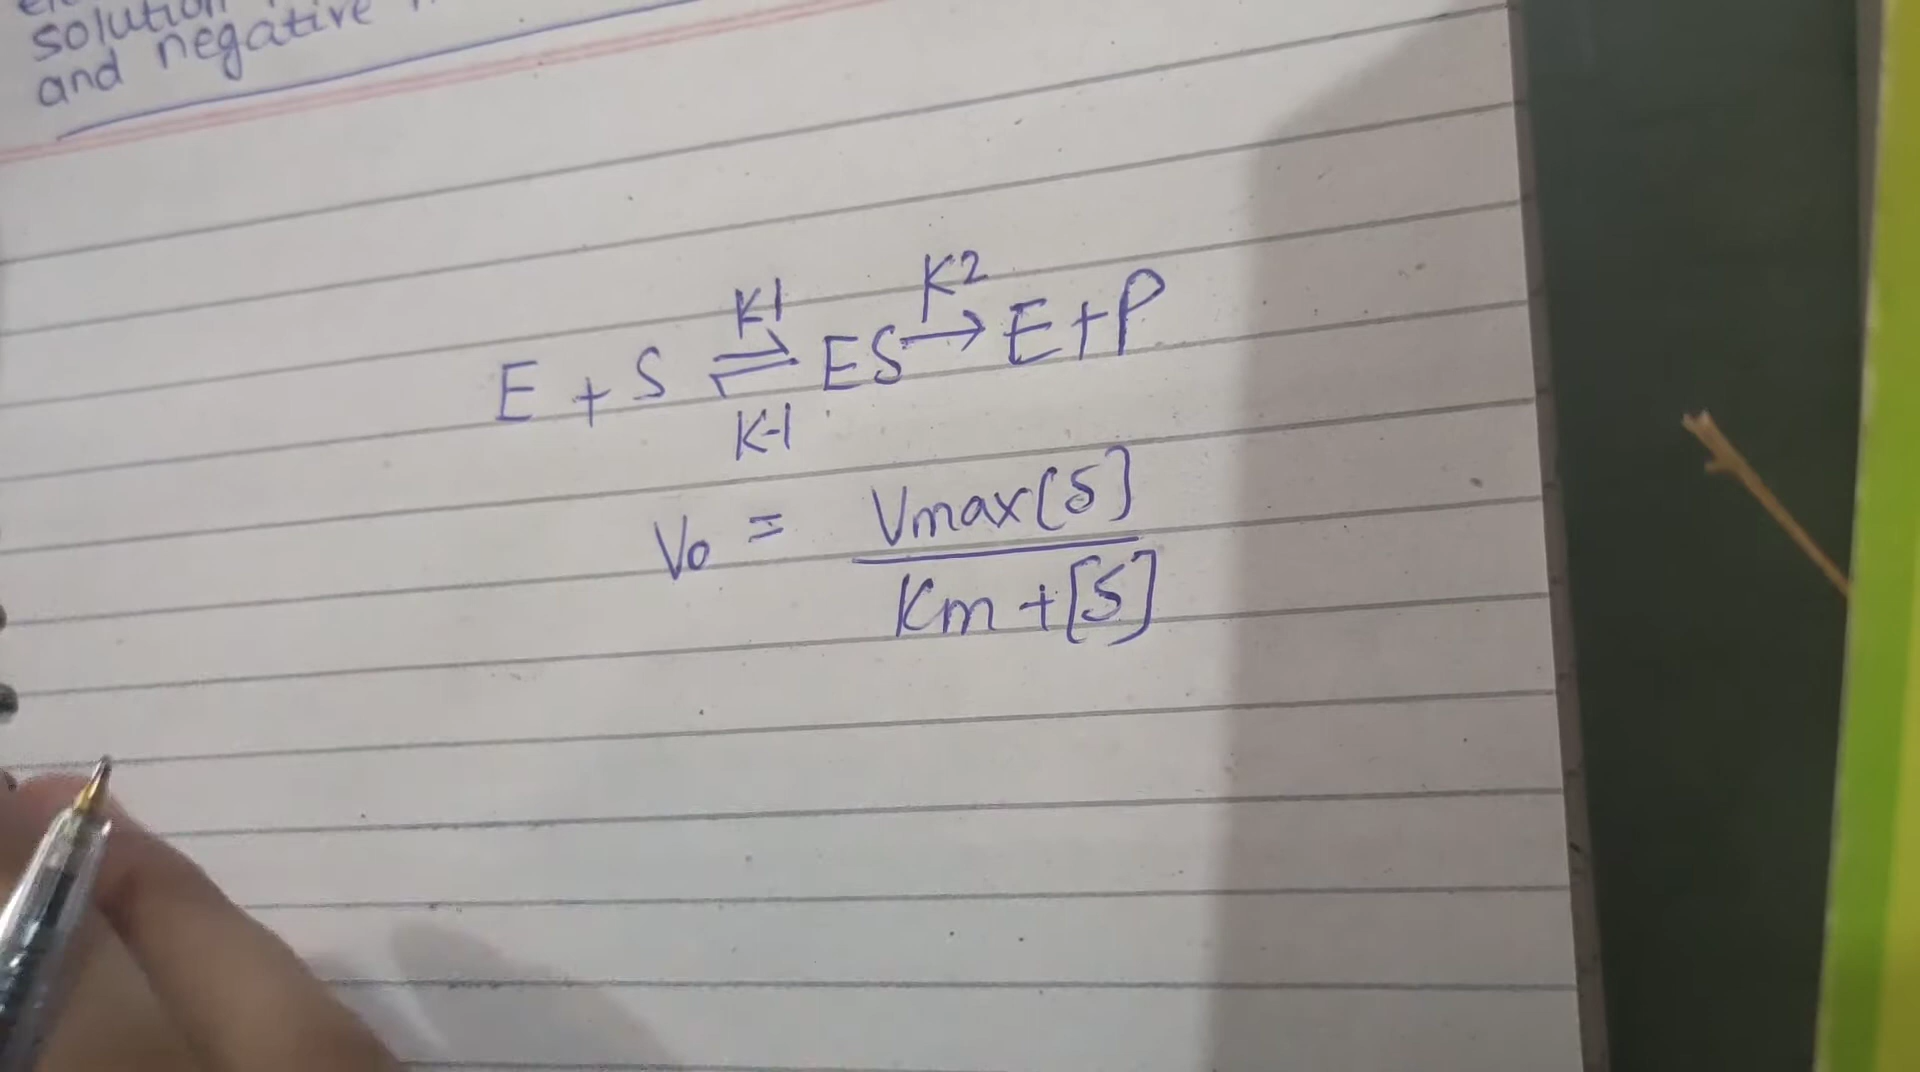 solution
and negative
K1 K2
E + S ⇌ ES → E+P
K-1
Vo = Vmax[S]
Km + [S]